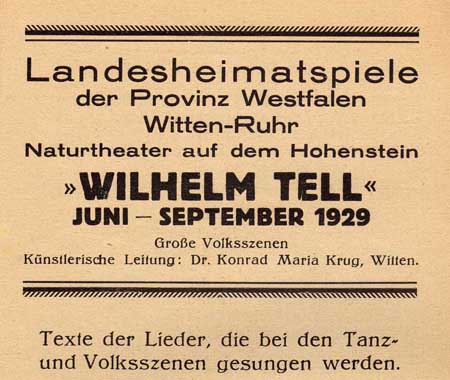 Landesheimatspiele
der Provinz Westfalen
Witten-Ruhr
Naturtheater auf dem Hohenstein
»WILHELM TELL«
JUNI – SEPTEMBER 1929
Große Volksszenen
Künstlerische Leitung: Dr. Konrad Maria Krug, Witten.
Texte der Lieder, die bei den Tanz-
und Volksszenen gesungen werden.